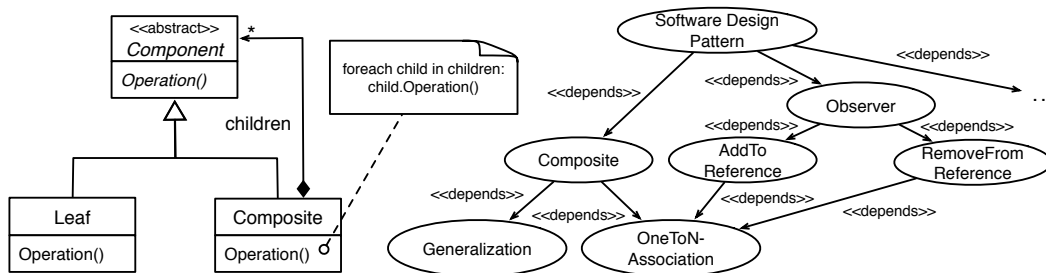 <<abstract>>
Component
Operation()
*
children
foreach child in children:
child.Operation()
Leaf
Operation()
Composite
Operation()
Software Design
Pattern
<<depends>>
<<depends>>
<<depends>>
..
Observer
<<depends>>
<<depends>>
Composite
AddTo
Reference
RemoveFrom
Reference
<<depends>>
<<depends>>
<<depends>>
<<depends>>
Generalization
OneToN-
Association